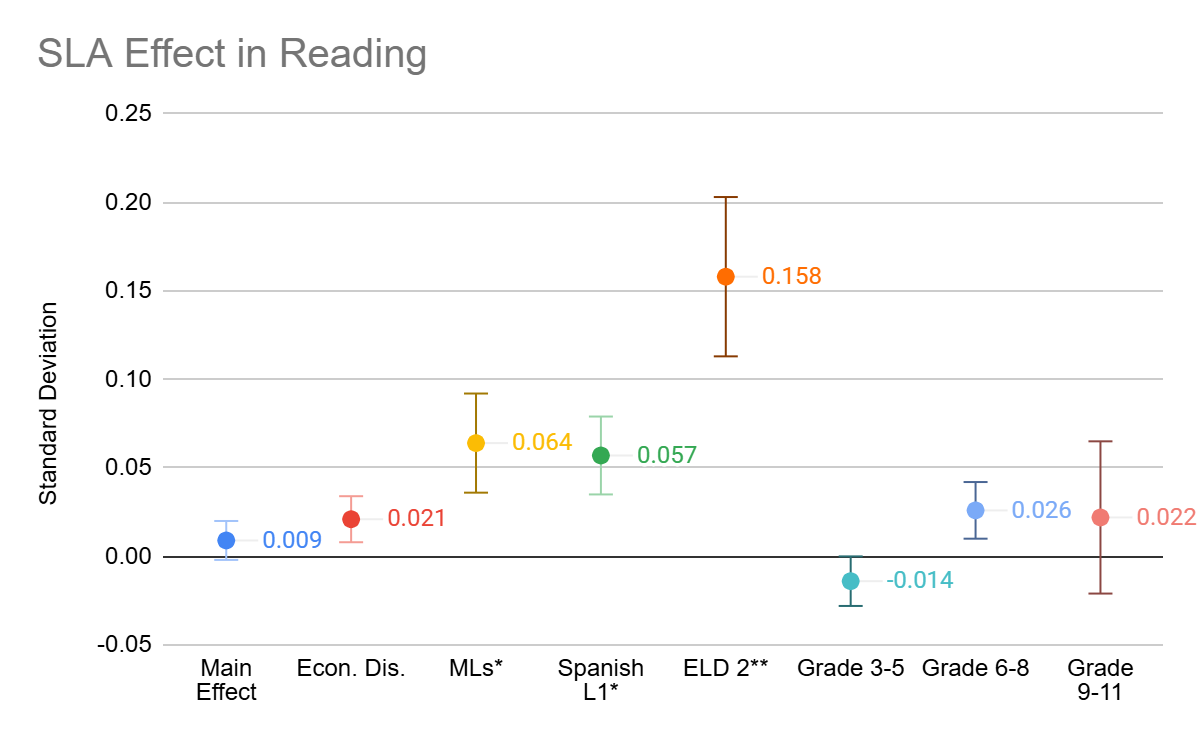 SLA Effect in Reading
Standard Deviation
0.25
0.20
0.15
0.10
0.05
0.00
-0.05
0.009
0.021
0.064
0.057
0.158
-0.014
0.026
0.022
Main
Effect
Econ. Dis.
MLs*
Spanish
L1*
ELD 2**
Grade 3-5
Grade 6-8
Grade
9-11